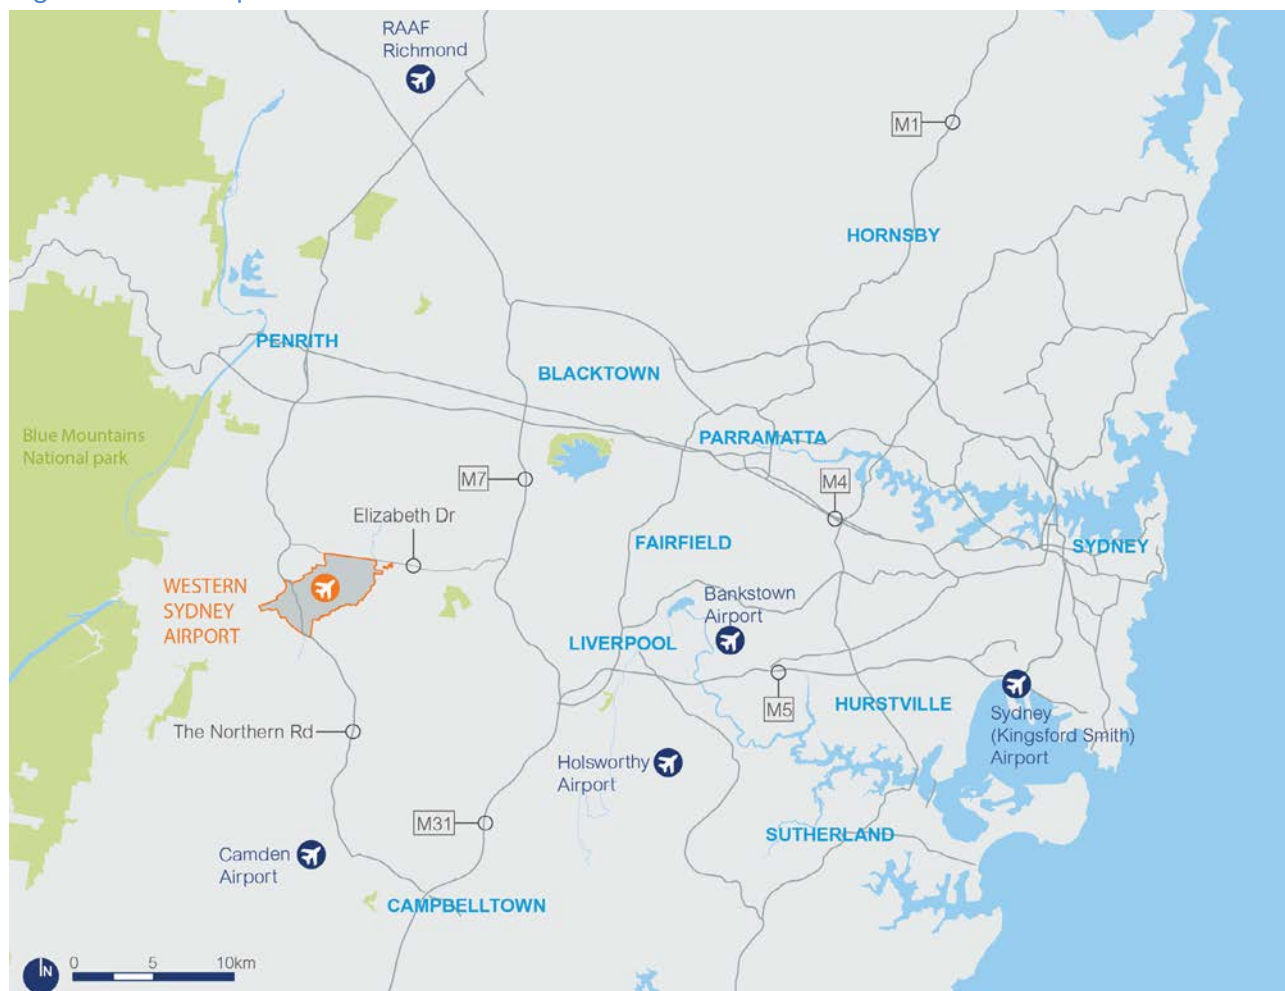 RAAF
Richmond
M1
HORNSBY
PENRITH
BLACKTOWN
Blue Mountains
National park
PARRAMATTA
M7
M4
Elizabeth Dr
FAIRFIELD
SYDNEY
WESTERN
SYDNEY
AIRPORT
Bankstown
Airport
LIVERPOOL
M5
HURSTVILLE
Sydney
(Kingsford Smith)
Airport
The Northern Rd
Holsworthy
Airport
M31
SUTHERLAND
Camden
Airport
CAMPBELLTOWN
N
0 5 10km